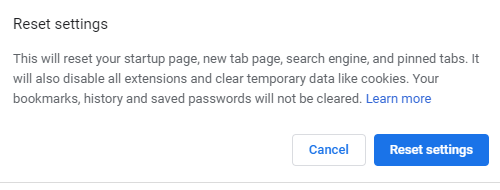 Reset settings
This will reset your startup page, new tab page, search engine, and pinned tabs. It
will also disable all extensions and clear temporary data like cookies. Your
bookmarks, history and saved passwords will not be cleared. Learn more
Cancel
Reset settings